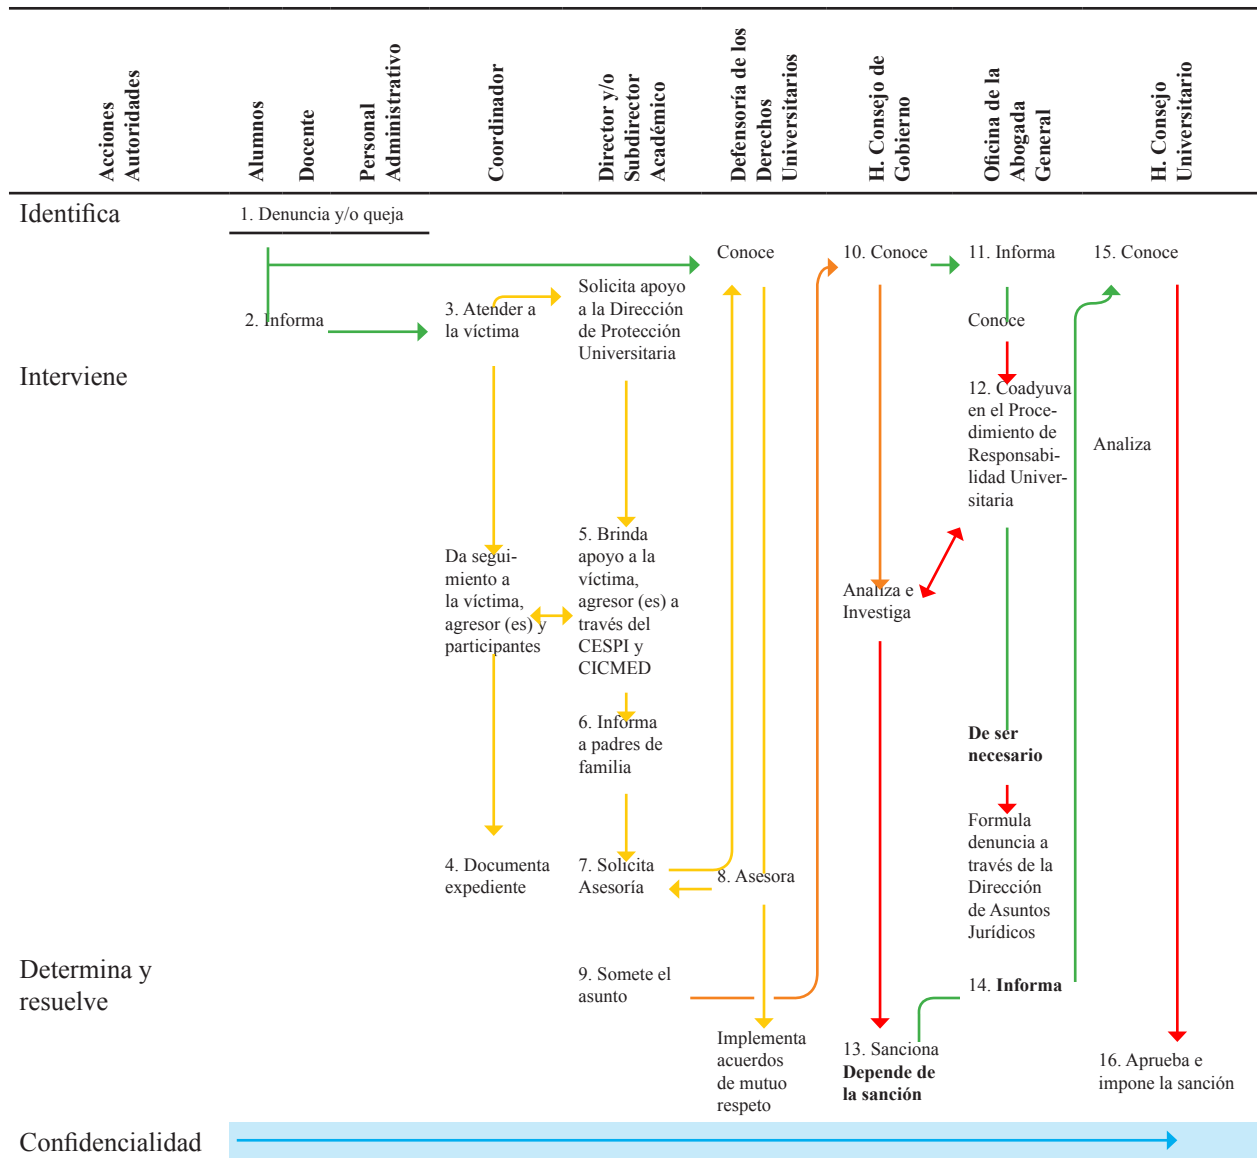 Acciones
Autoridades
Alumnos
Docente
Personal
Administrativo
Coordinador
Director y/o
Subdirector
Académico
Defensoría de los
Derechos
Universitarios
H. Consejo de
Gobierno
Oficina de la
Abogada
General
H. Consejo
Universitario
Identifica
1. Denuncia y/o queja
2. Informa
3. Atender a
la víctima
Solicita apoyo
a la Dirección
de Protección
Universitaria
Conoce
10. Conoce
11. Informa
Conoce
15. Conoce
Interviene
12. Coadyuva
en el Proce-
dimiento de
Responsabi-
lidad Univer-
sitaria
Analiza
Da segui-
miento a
la víctima,
agresor (es) y
participantes
5. Brinda
apoyo a la
víctima,
agresor (es) a
través del
CESPI y
CICMED
Analiza e
Investiga
6. Informa
a padres de
familia
De ser
necesario
4. Documenta
expediente
7. Solicita
Asesoría
8. Asesora
Formula
denuncia a
través de la
Dirección
de Asuntos
Jurídicos
Determina y
resuelve
9. Somete el
asunto
Implementa
acuerdos
de mutuo
respeto
13. Sanciona
Depende de
la sanción
14. Informa
16. Aprueba e
impone la sanción
Confidencialidad